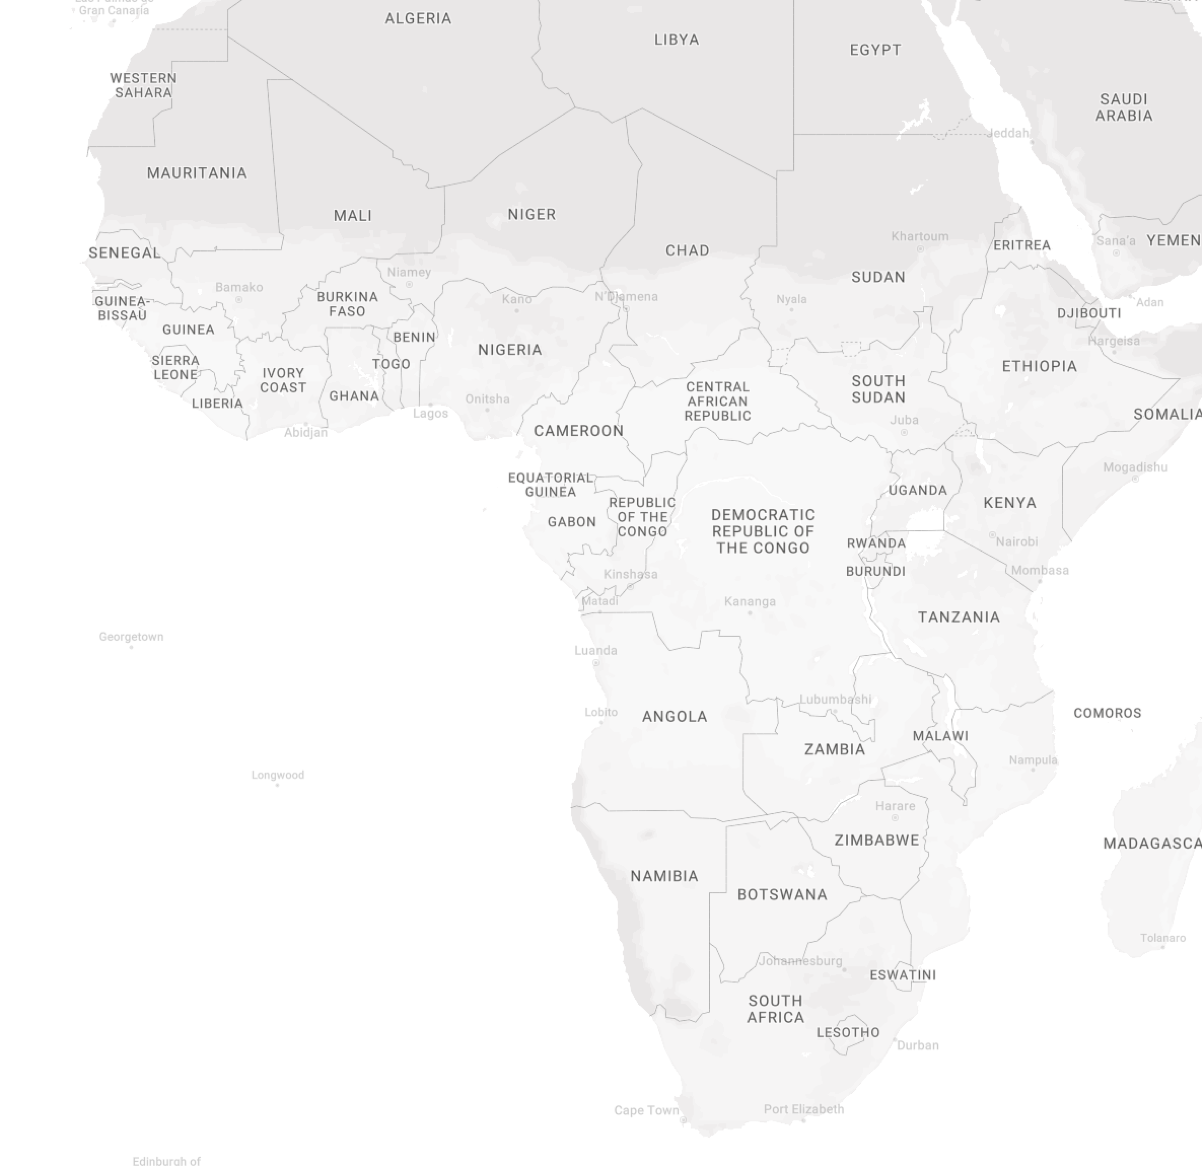 Gran Canaria
ALGERIA
LIBYA
EGYPT
WESTERN
SAHARA
SAUDI
ARABIA
Jeddah
MAURITANIA
MALI
NIGER
CHAD
Khartoum
ERITREA
Sana'a
YEMEN
SENEGAL
SUDAN
Bamako
Niamey
N'Djamena
Nyala
Kano
Adan
GUINEA-
BISSAU
BURKINA
FASO
DJIBOUTI
GUINEA
BENIN
NIGERIA
Hargeisa
SIERRA
LEONE
IVORY
COAST
TOGO
ETHIOPIA
GHANA
LIBERIA
Abidjan
Lagos
Onitsha
CENTRAL
AFRICAN
REPUBLIC
SOUTH
SUDAN
Juba
SOMALIA
CAMEROON
Mogadishu
EQUATORIAL
GUINEA
UGANDA
KENYA
REPUBLIC
OF THE
CONGO
GABON
DEMOCRATIC
REPUBLIC OF
THE CONGO
RWANDA
Nairobi
BURUNDI
Mombasa
Kinshasa
Matadi
Kananga
TANZANIA
Georgetown
Luanda
Lubumbashi
Lobito
ANGOLA
COMOROS
MALAWI
ZAMBIA
Nampula
Longwood
Harare
ZIMBABWE
MADAGASCA
NAMIBIA
BOTSWANA
Tolanaro
Johannesburg
ESWATINI
SOUTH
AFRICA
LESOTHO
Durban
Cape Town
Port Elizabeth
Edinburgh of